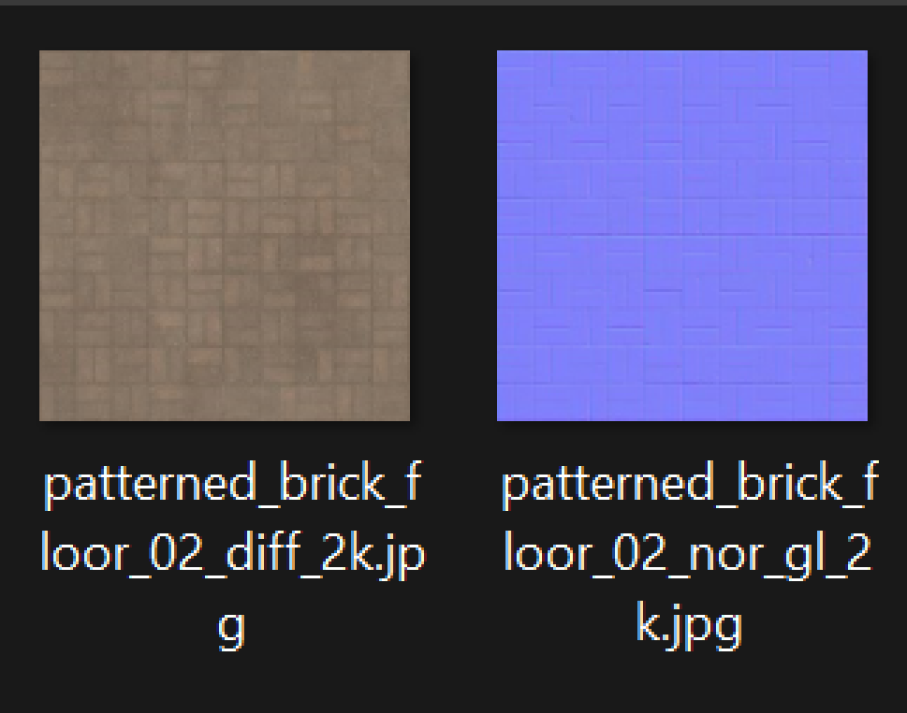 patterned_brick_f
loor_02_diff_2k.jp
g
patterned_brick_f
loor_02_nor_gl_2
k.jpg